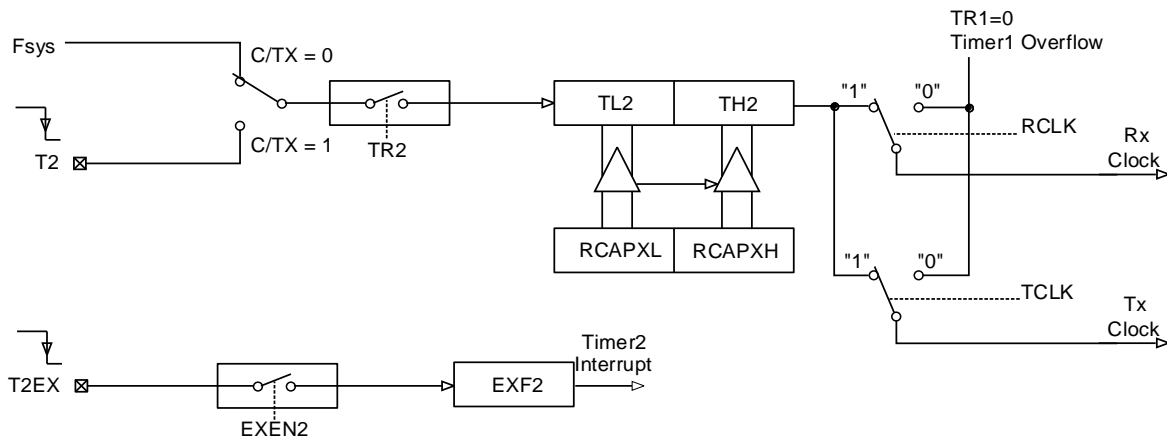 TR1=0
Timer1 Overflow
Fsys
C/TX = 0
TL2
TH2
"1"
"0"
RCLK
Rx
Clock
T2
C/TX = 1
TR2
RCAPXL
RCAPXH
"1"
"0"
TCLK
Tx
Clock
T2EX
EXEN2
EXF2
Timer2
Interrupt